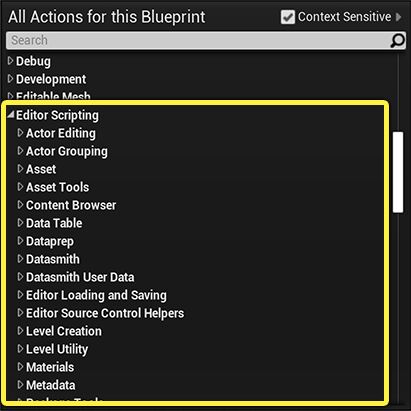 All Actions for this Blueprint
Context Sensitive
Search
Debug
Development
Editable Mesh
Editor Scripting
Actor Editing
Actor Grouping
Asset
Asset Tools
Content Browser
Data Table
Dataprep
Datasmith
Datasmith User Data
Editor Loading and Saving
Editor Source Control Helpers
Level Creation
Level Utility
Materials
Metadata
Package Tools